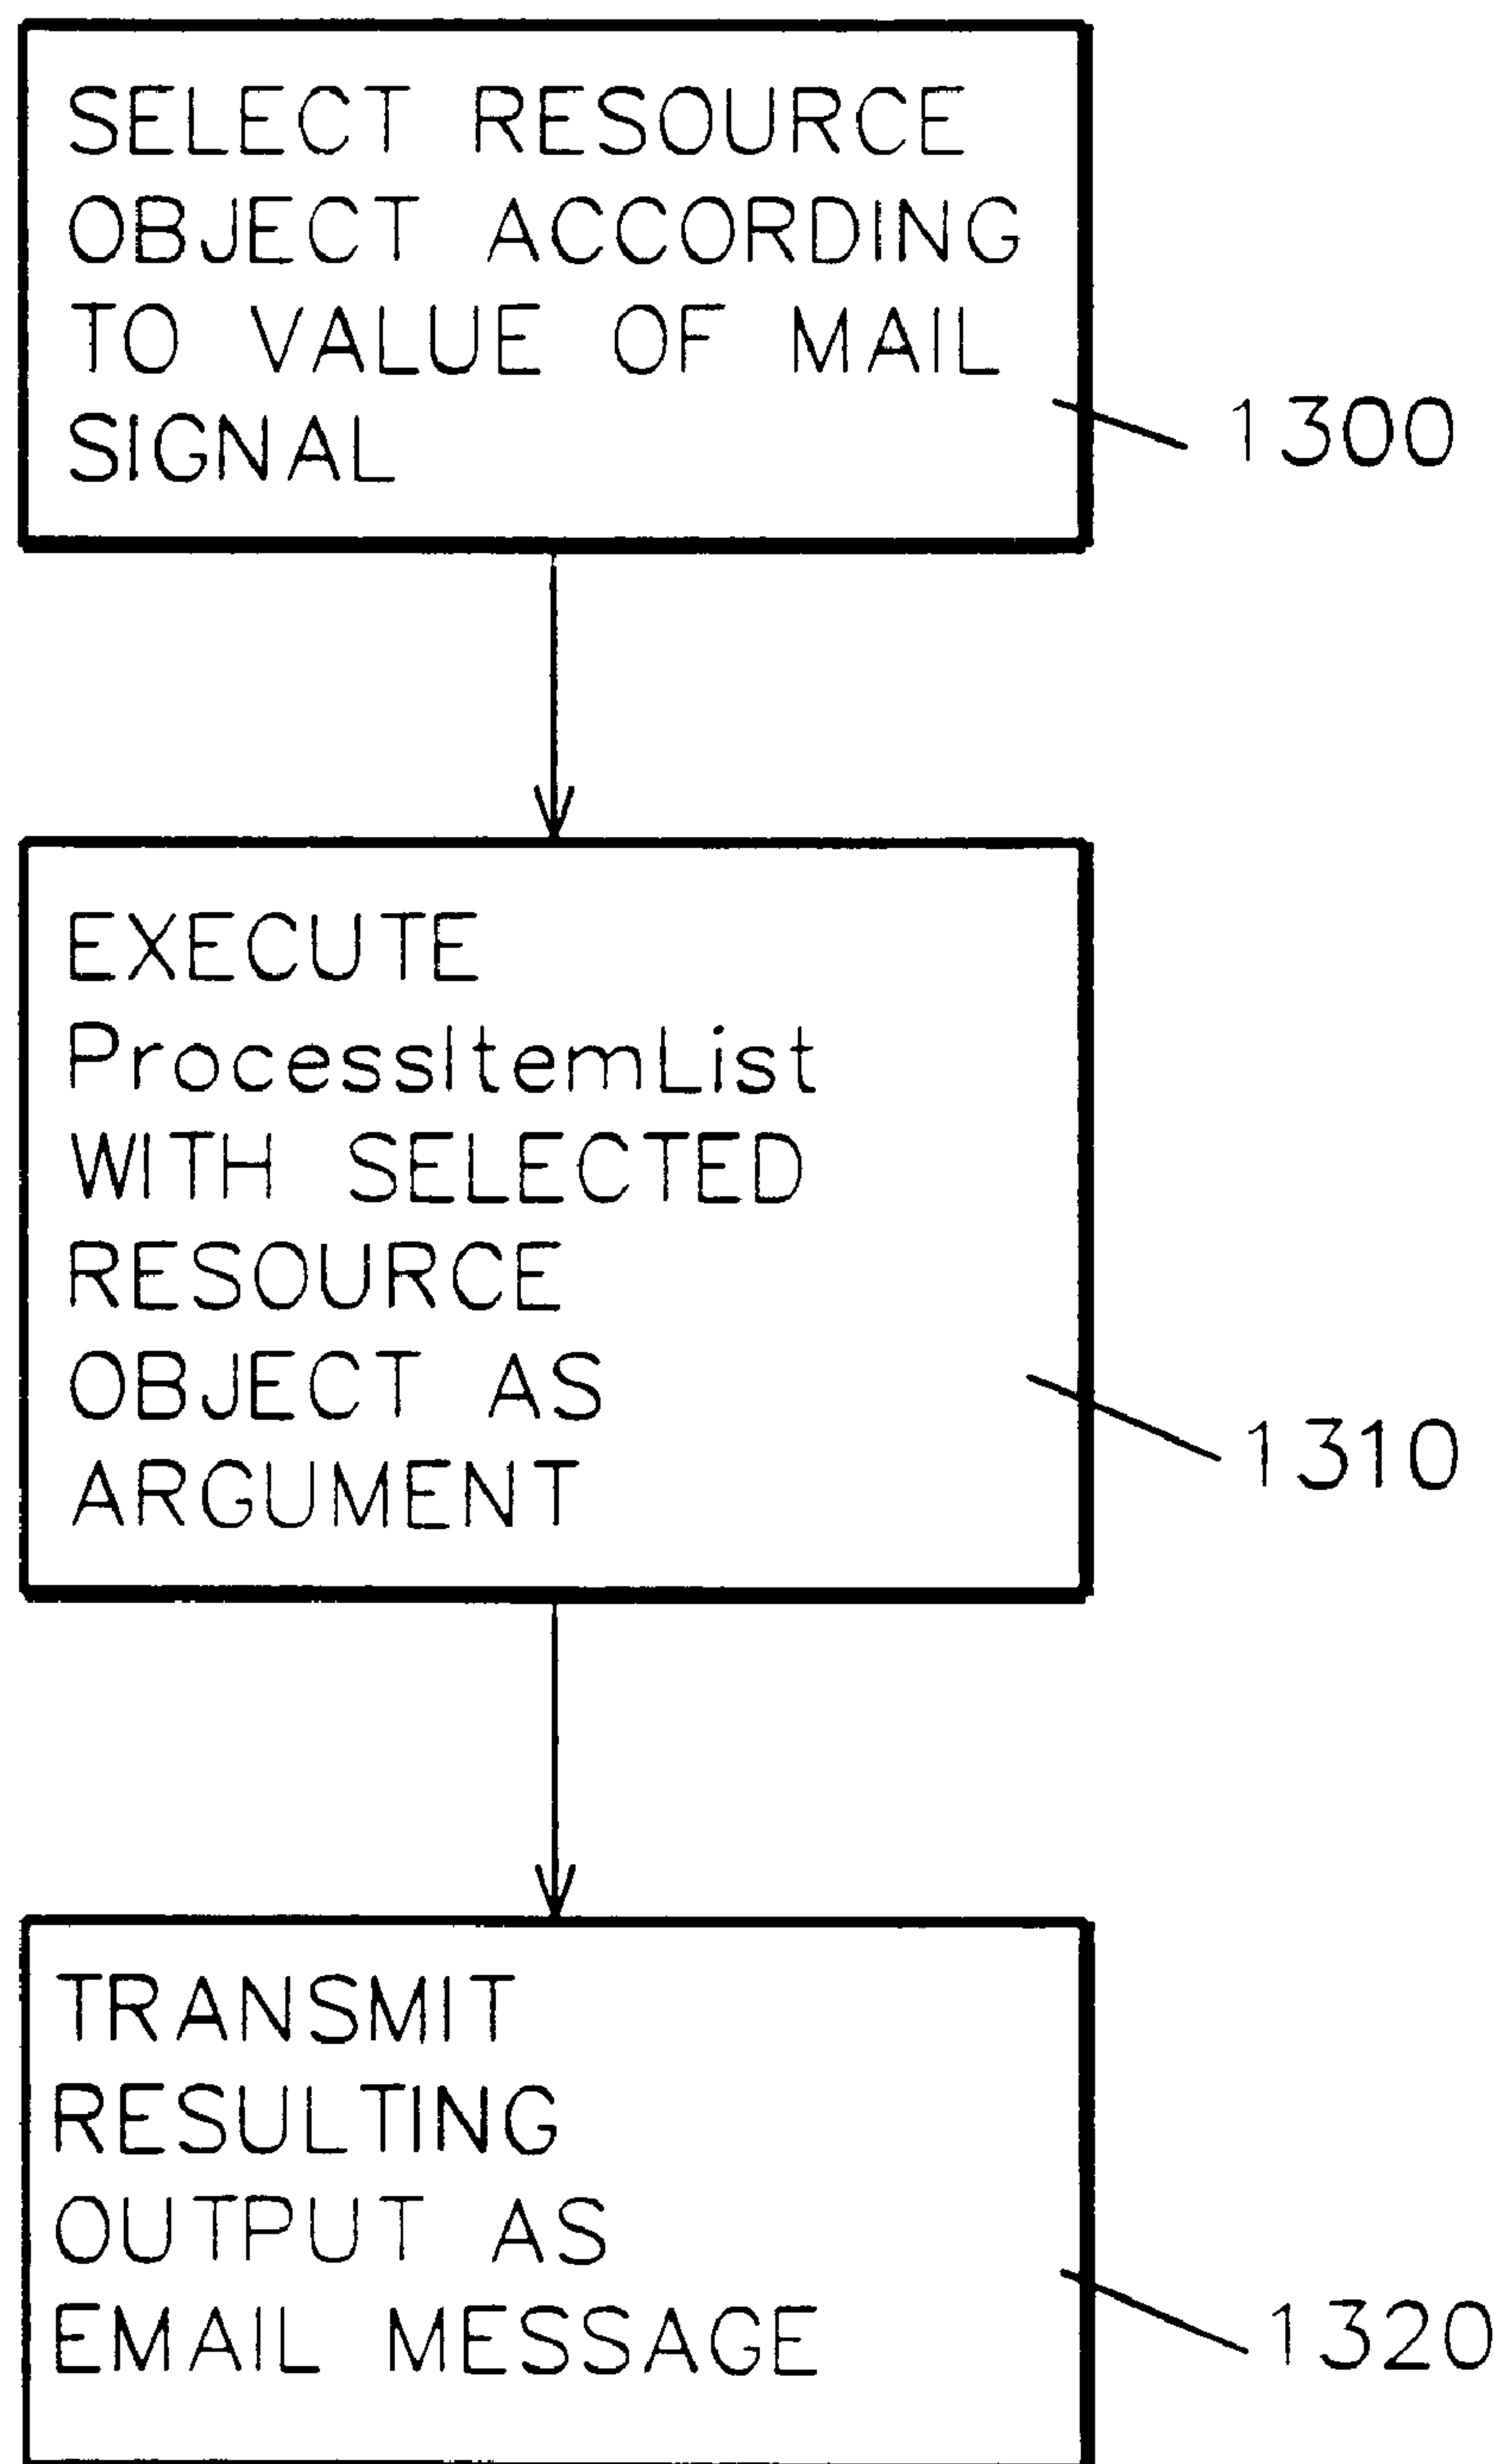 SELECT RESOURCE
OBJECT ACCORDING
TO VALUE OF MAIL
SIGNAL
1300
EXECUTE
ProcessItemList
WITH SELECTED
RESOURCE
OBJECT AS
ARGUMENT
1310
TRANSMIT
RESULTING
OUTPUT AS
EMAIL MESSAGE
1320